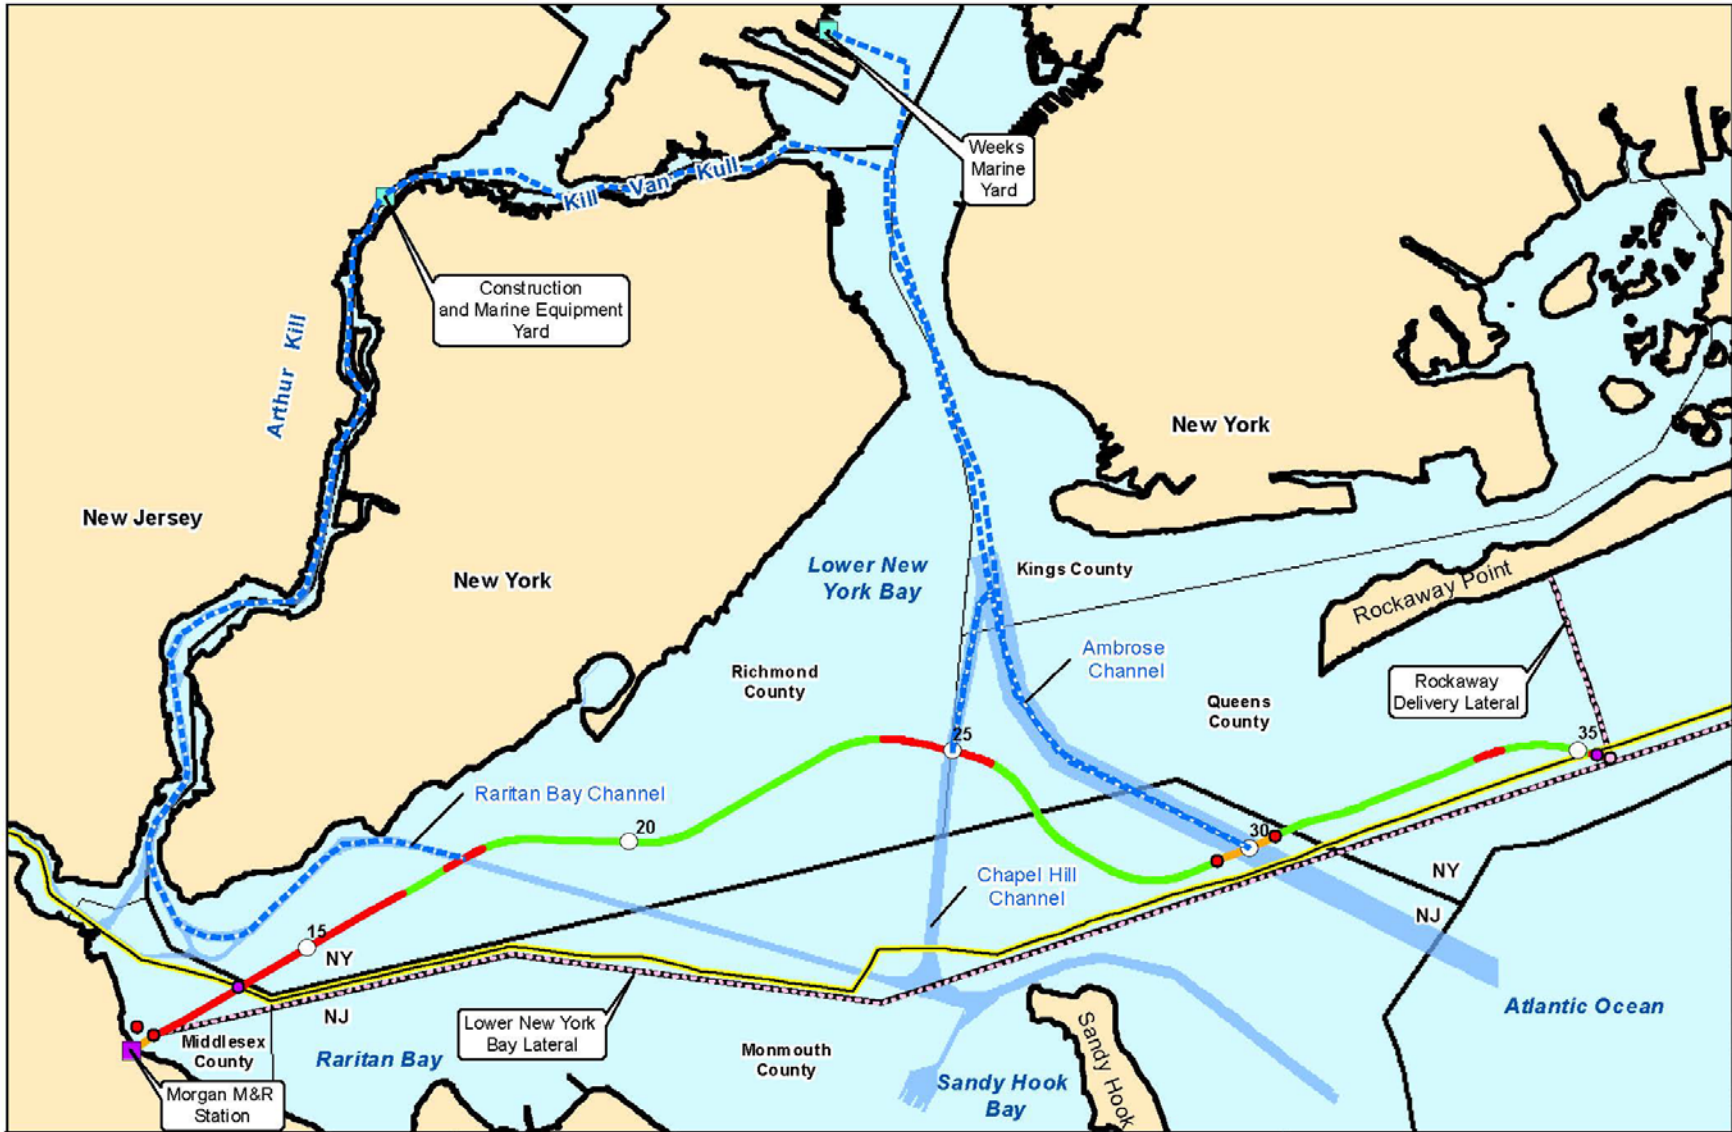 Weeks
Marine
Yard
Kill Van Kull
Construction
and Marine Equipment
Yard
Arthur Kill
New York
New Jersey
New York
Lower New
York Bay
Kings County
Rockaway Point
Richmond
County
Ambrose
Channel
Rockaway
Delivery Lateral
Queens
County
25
35
Raritan Bay Channel
20
30
Chapel Hill
Channel
NY
NJ
15
NY
NJ
Atlantic Ocean
Lower New York
Bay Lateral
Middlesex
County
Raritan Bay
Monmouth
County
Sandy Hook
Bay
Sandy Hook
Morgan M&R
Station